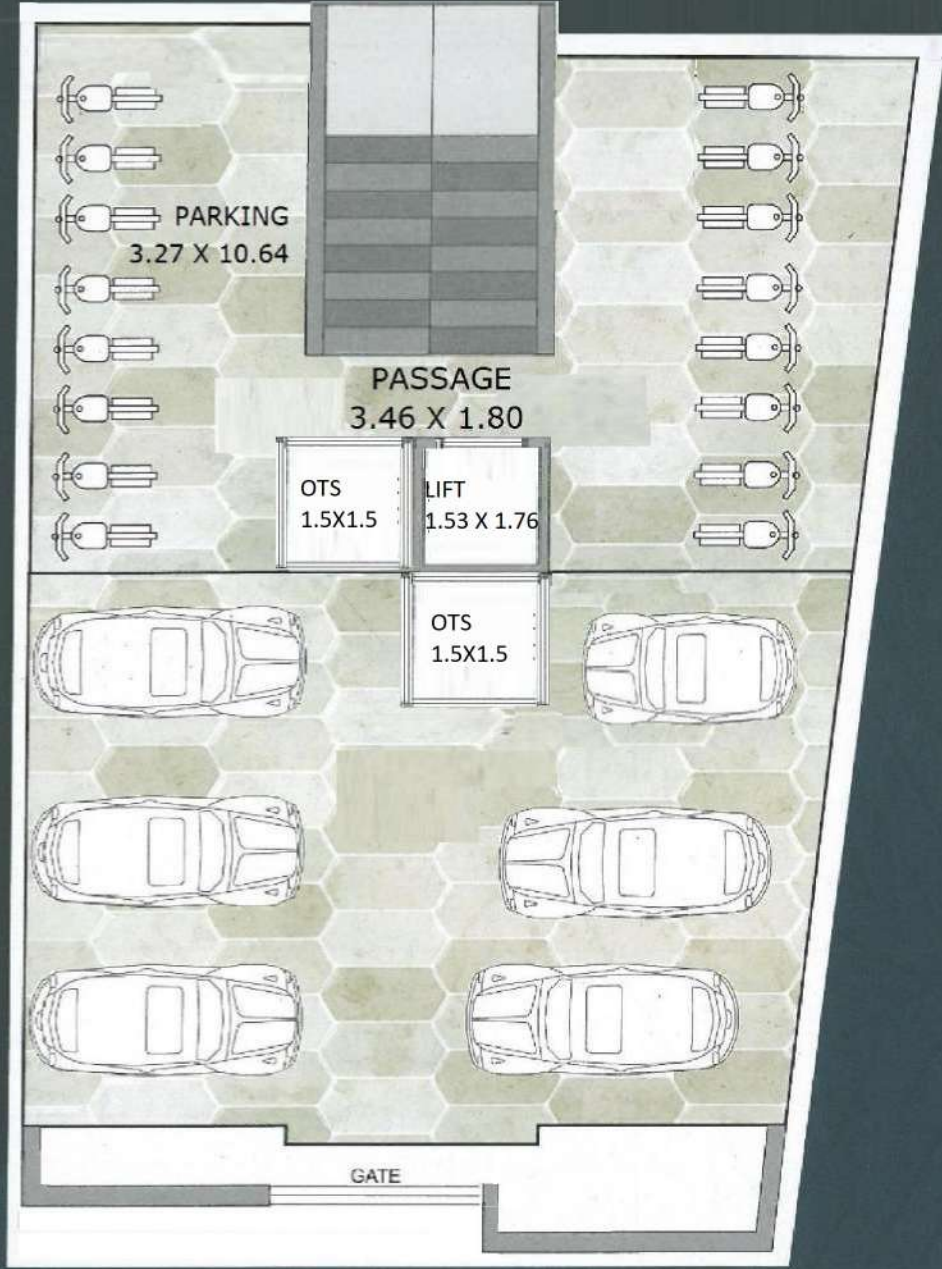 PARKING
3.27 X 10.64
PASSAGE
3.46 X 1.80
OTS
1.5X1.5
LIFT
1.53 X 1.76
OTS
1.5X1.5
GATE